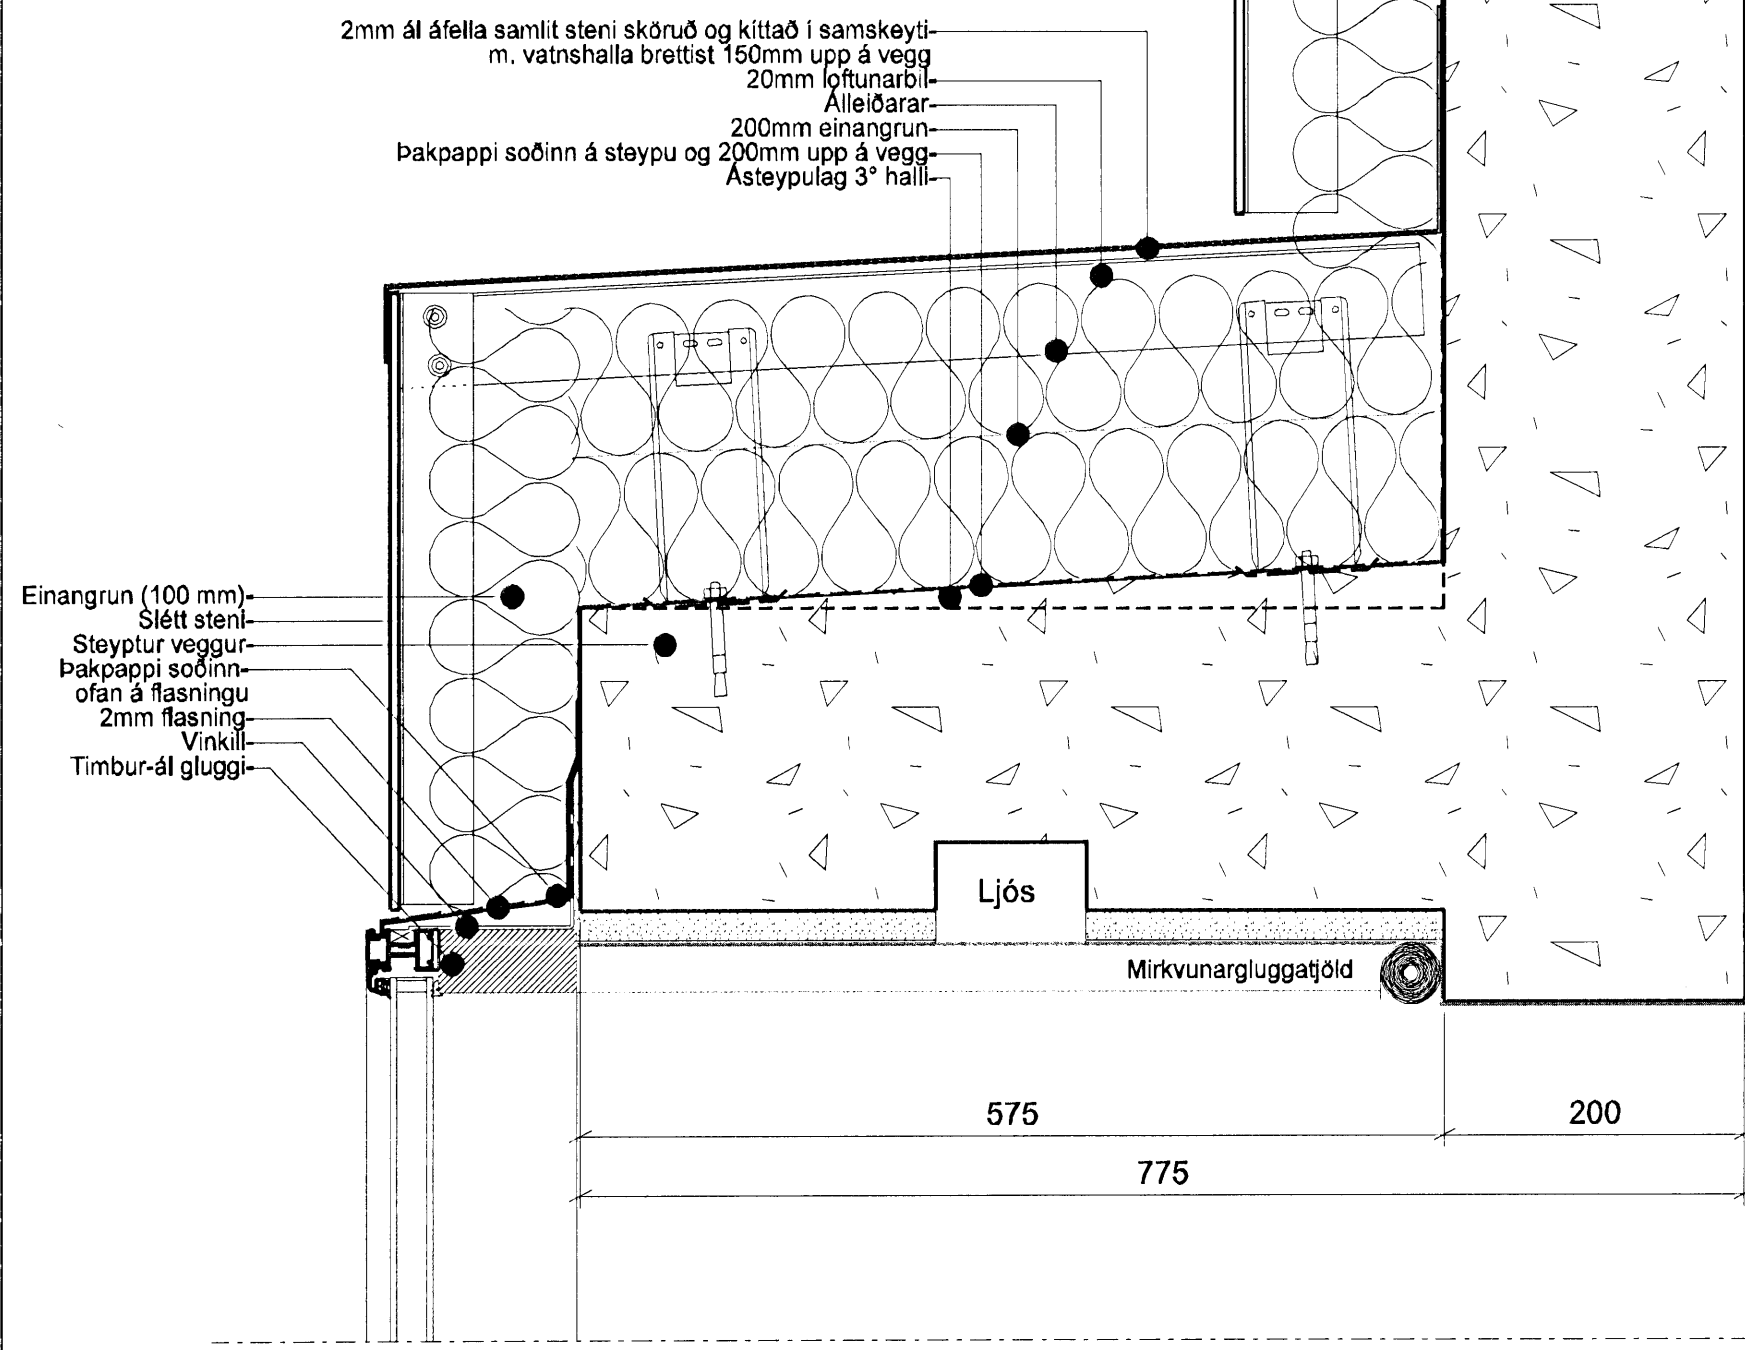 2mm ál áfella samlit steni sköruð og kíttað í samskeyti
m. vatnshalla brettist 150mm upp á vegg
20mm loftunarbil
Álleiðarar
200mm einangrun
Þakpappi soðinn á steypu og 200mm upp á vegg
Ásteypulag 3° halli
Einangrun (100 mm)
Slétt steni
Steyptur veggur
Þakpappi soðinn
ofan á flasningu
2mm flasning
Vinkill
Timbur-ál gluggi
Ljós
Mirkvunargluggatjöld
575
200
775